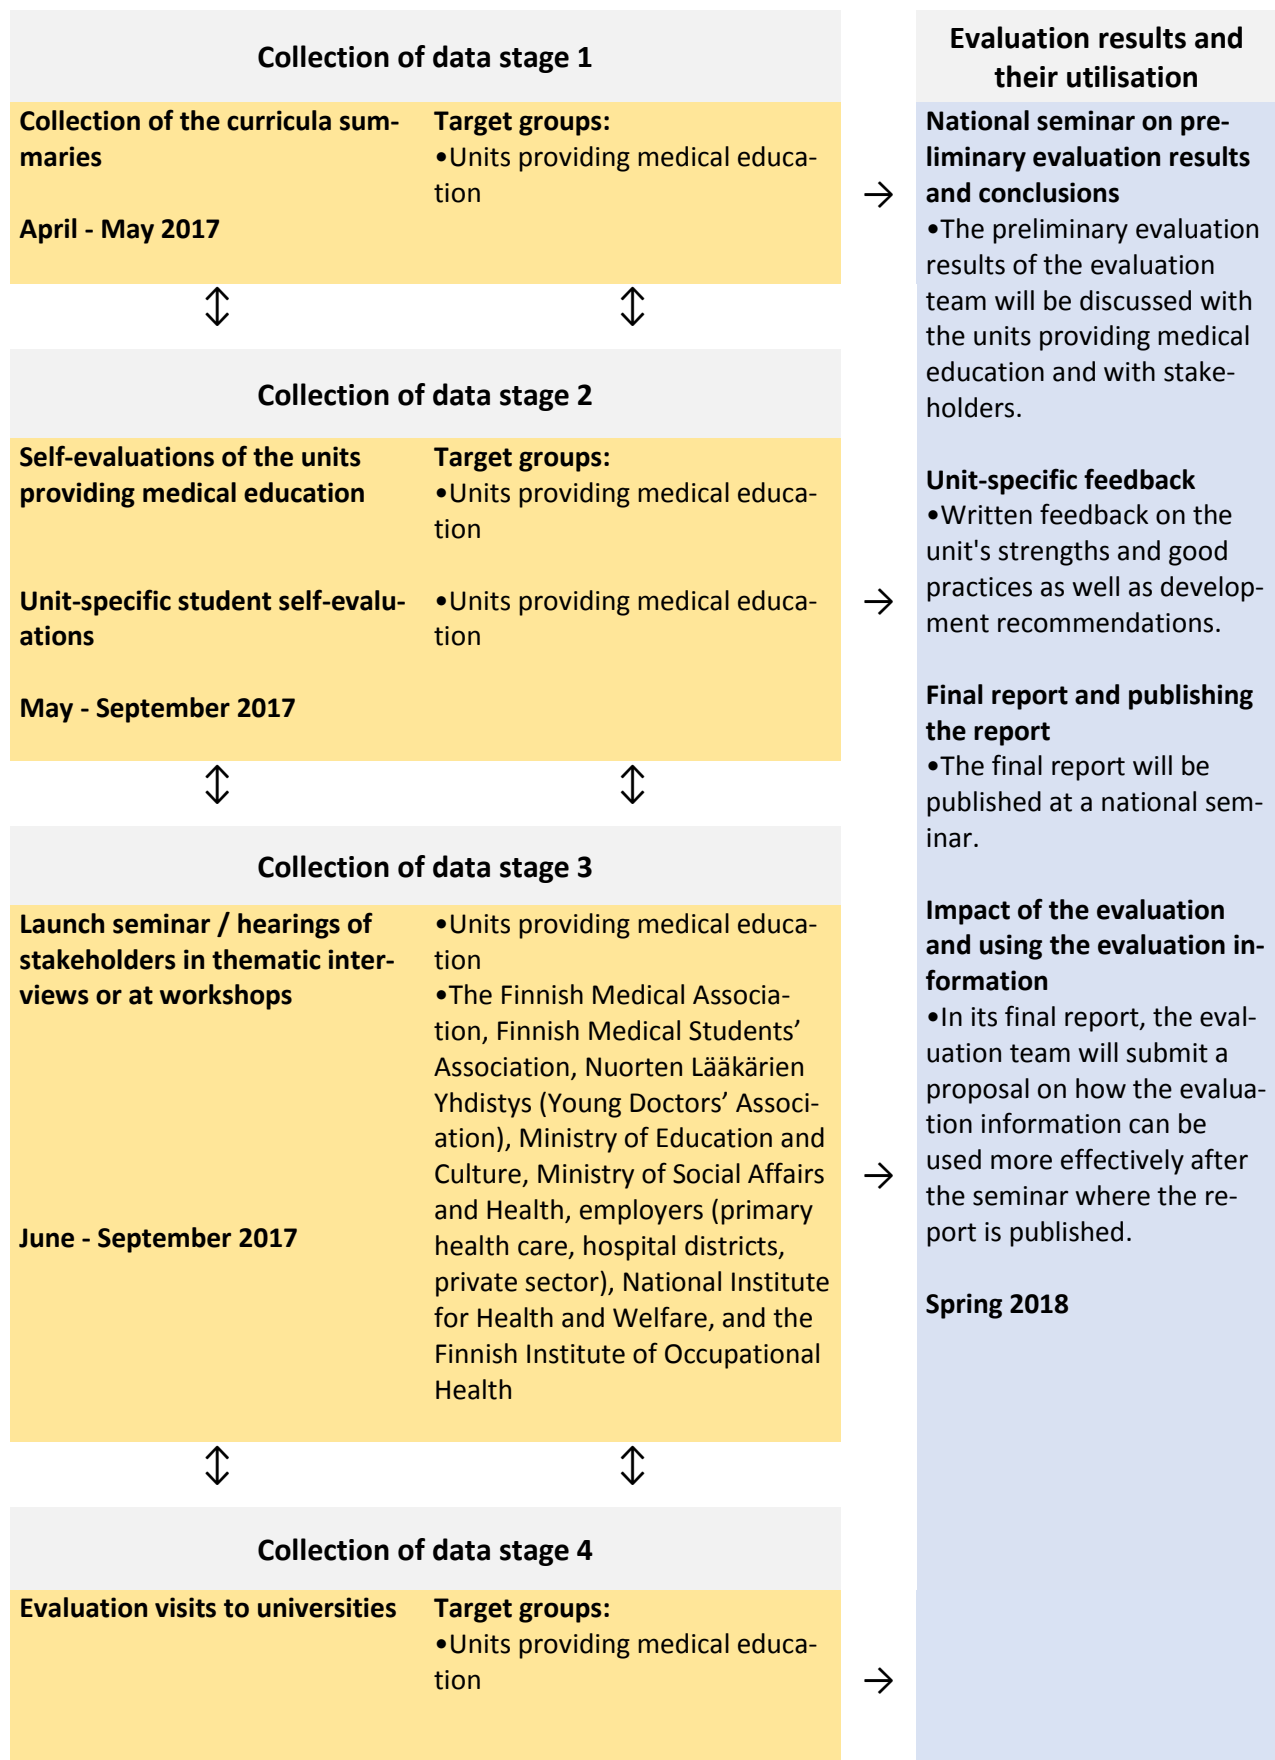 Collection of data stage 1
Collection of the curricula sum-
maries
April - May 2017
Target groups:
•Units providing medical educa-
tion
→
↕ ↕
Collection of data stage 2
Self-evaluations of the units
providing medical education
Unit-specific student self-evalu-
ations
May - September 2017
Target groups:
•Units providing medical educa-
tion
•Units providing medical educa-
tion
→
↕ ↕
Collection of data stage 3
Launch seminar / hearings of
stakeholders in thematic inter-
views or at workshops
June - September 2017
•Units providing medical educa-
tion
•The Finnish Medical Associa-
tion, Finnish Medical Students’
Association, Nuorten Lääkärien
Yhdistys (Young Doctors’ Associ-
ation), Ministry of Education and
Culture, Ministry of Social Affairs
and Health, employers (primary
health care, hospital districts,
private sector), National Institute
for Health and Welfare, and the
Finnish Institute of Occupational
Health
→
↕ ↕
Collection of data stage 4
Evaluation visits to universities
Target groups:
•Units providing medical educa-
tion
→
Evaluation results and
their utilisation
National seminar on pre-
liminary evaluation results
and conclusions
•The preliminary evaluation
results of the evaluation
team will be discussed with
the units providing medical
education and with stake-
holders.
Unit-specific feedback
•Written feedback on the
unit's strengths and good
practices as well as develop-
ment recommendations.
Final report and publishing
the report
•The final report will be
published at a national sem-
inar.
Impact of the evaluation
and using the evaluation in-
formation
•In its final report, the eval-
uation team will submit a
proposal on how the evalua-
tion information can be
used more effectively after
the seminar where the re-
port is published.
Spring 2018